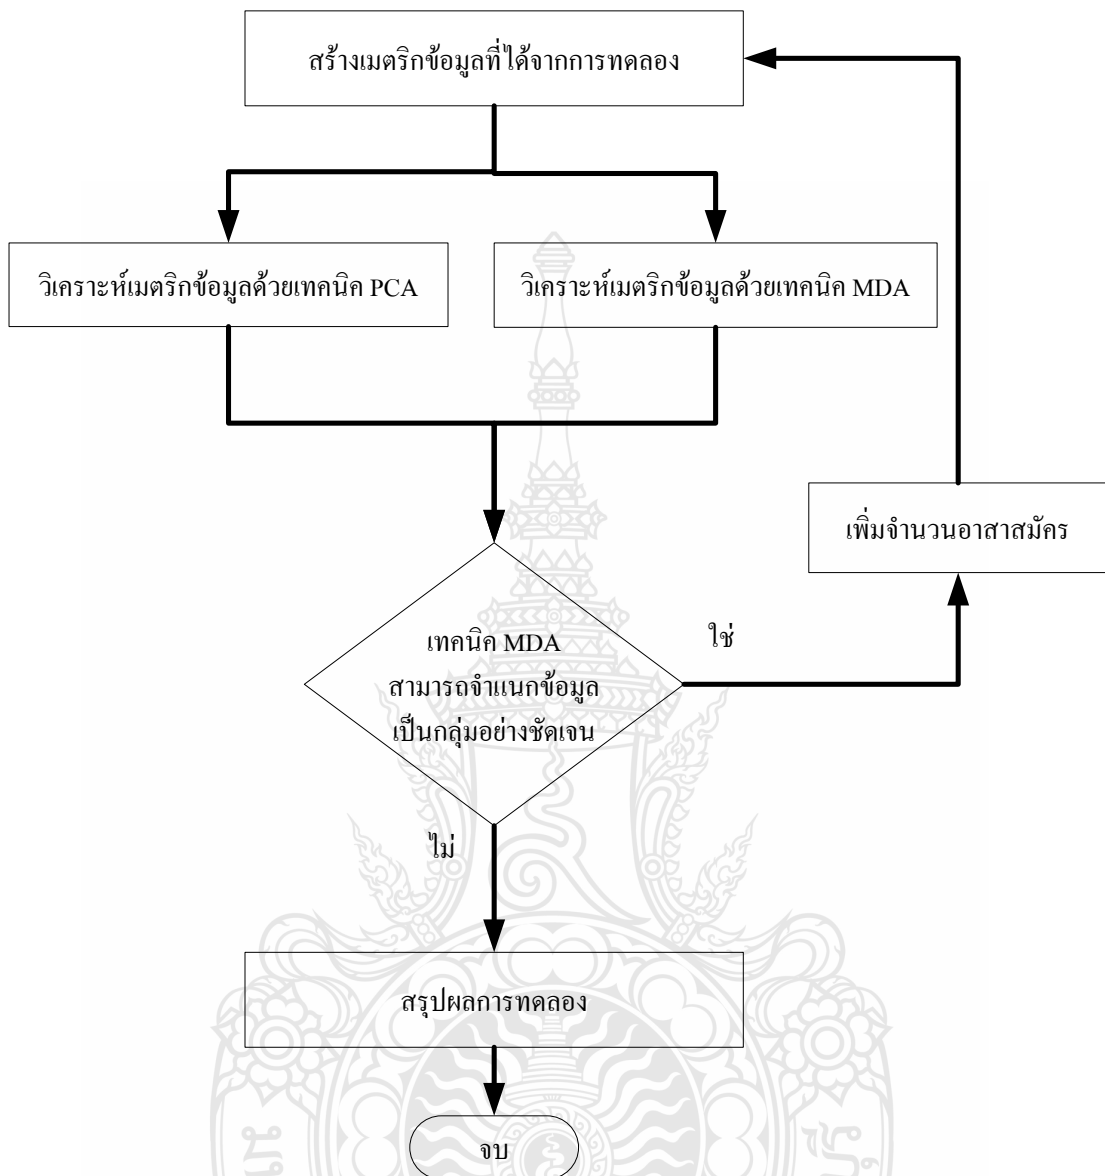 สร้างเมตริกข้อมูลที่ได้จากการทดลอง
วิเคราะห์เมตริกข้อมูลด้วยเทคนิค PCA
วิเคราะห์เมตริกข้อมูลด้วยเทคนิค MDA
เพิ่มจำนวนอาสาสมัคร
ใช่
เทคนิค MDA
สามารถจำแนกข้อมูล
เป็นกลุ่มอย่างชัดเจน
ไม่
สรุปผลการทดลอง
จบ